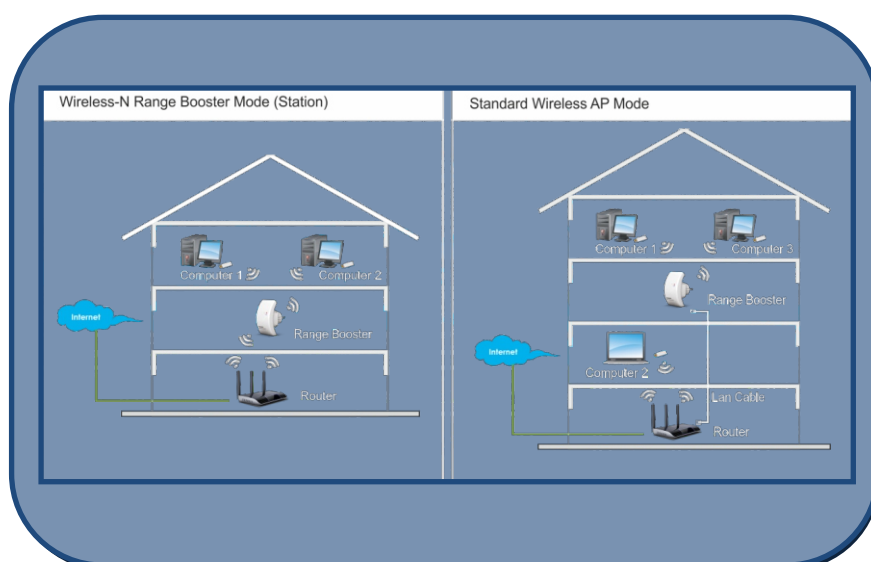 Wireless-N Range Booster Mode (Station)
Computer 1
Computer 2
Internet
Range Booster
Router
Standard Wireless AP Mode
Computer 1
Computer 3
Range Booster
Internet
Computer 2
Lan Cable
Router